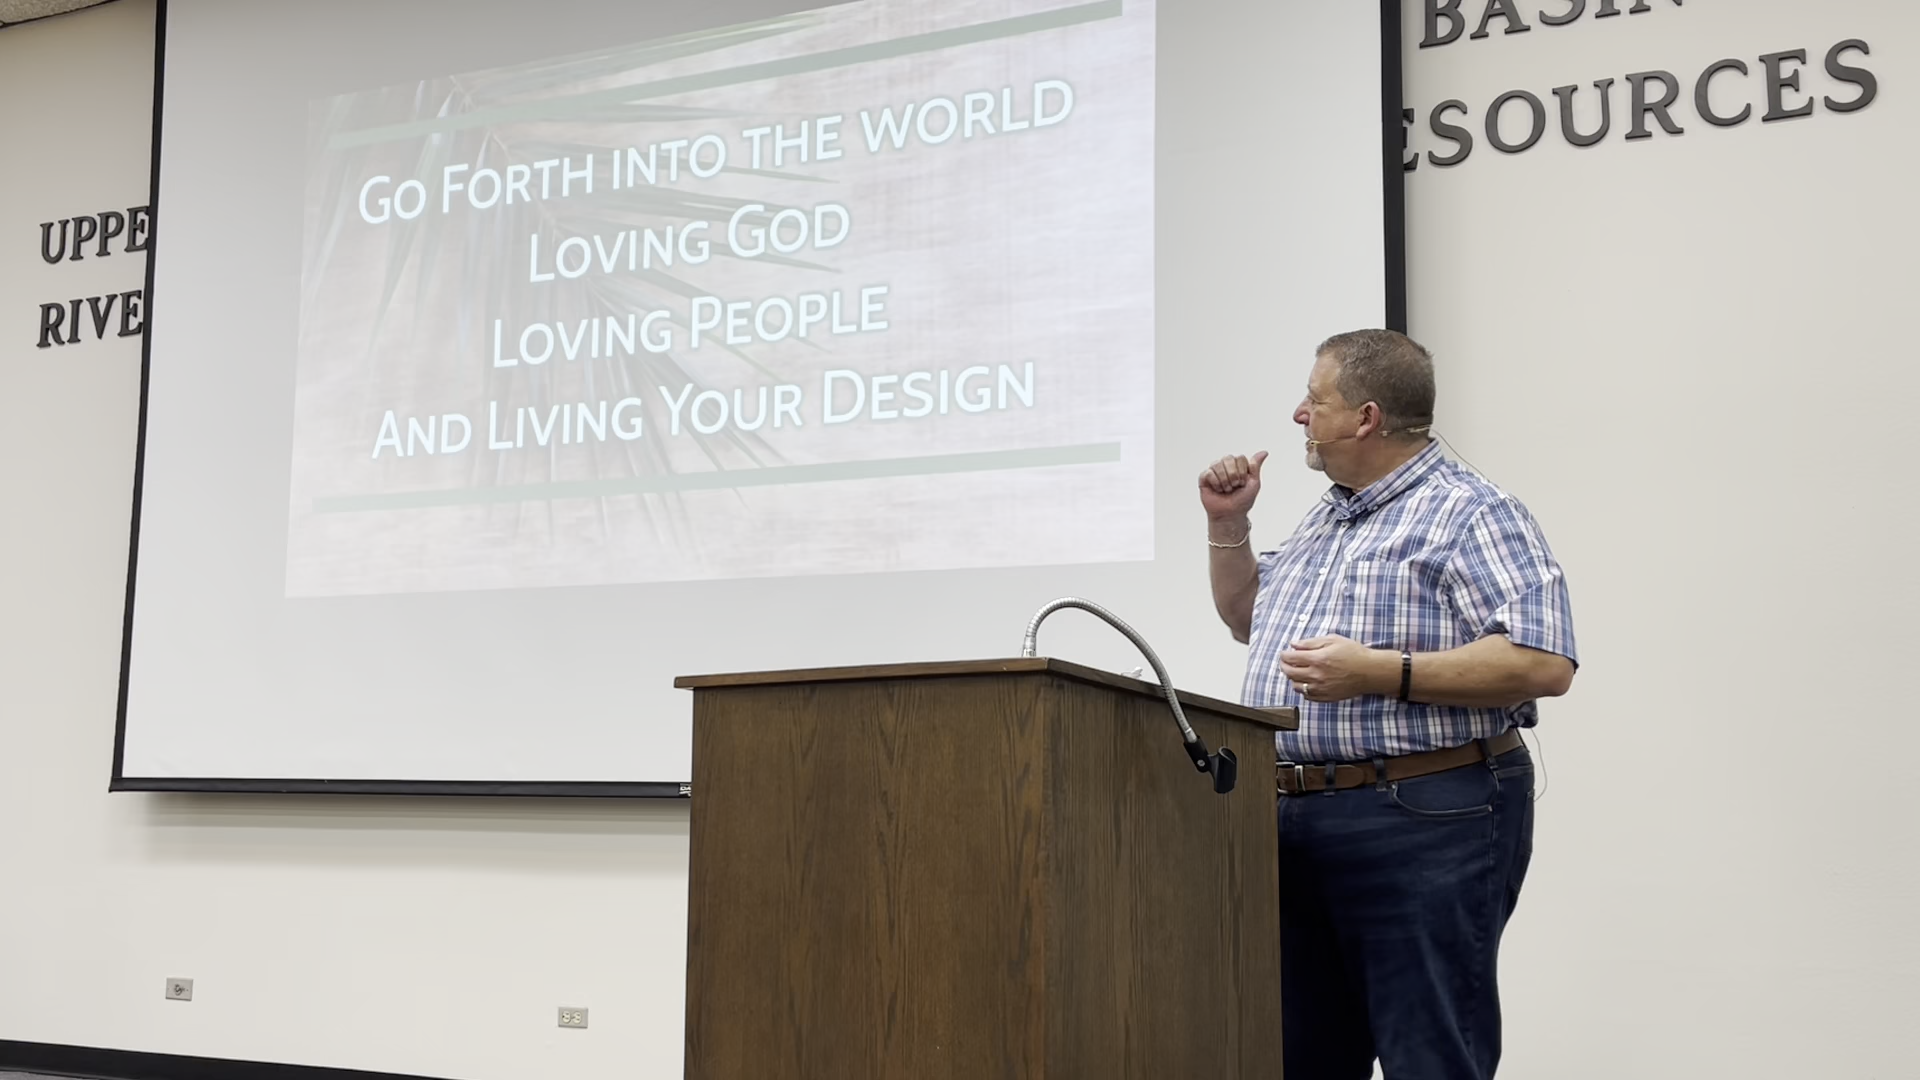 BASIN
ESOURCES
UPPE
RIVE
Go Forth into the world
Loving God
Loving People
And Living Your Design